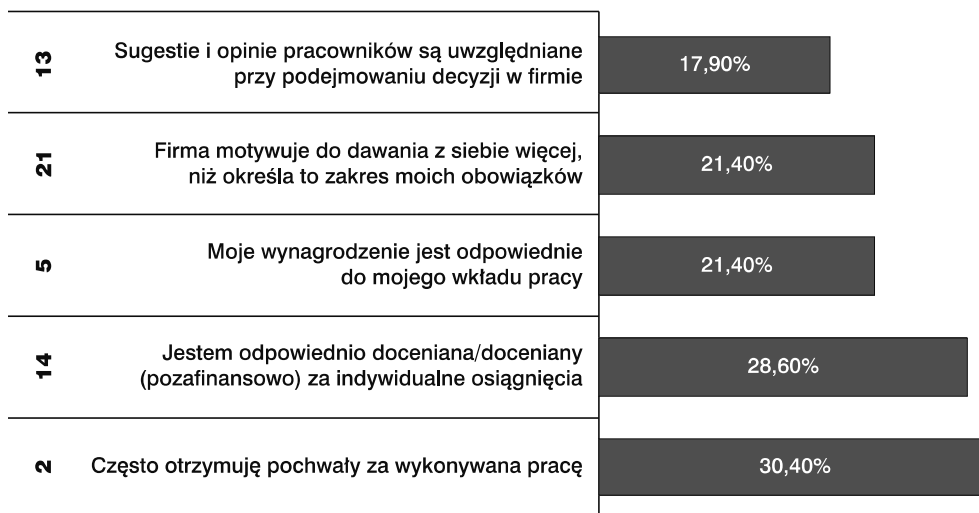 13
Sugestie i opinie pracowników są uwzględniane
przy podejmowaniu decyzji w firmie
17,90%
21
Firma motywuje do dawania z siebie więcej,
niż określa to zakres moich obowiązków
21,40%
5
Moje wynagrodzenie jest odpowiednie
do mojego wkładu pracy
21,40%
14
Jestem odpowiednio doceniana/doceniany
(pozafinansowo) za indywidualne osiągnięcia
28,60%
2
Często otrzymuję pochwały za wykonywana pracę
30,40%